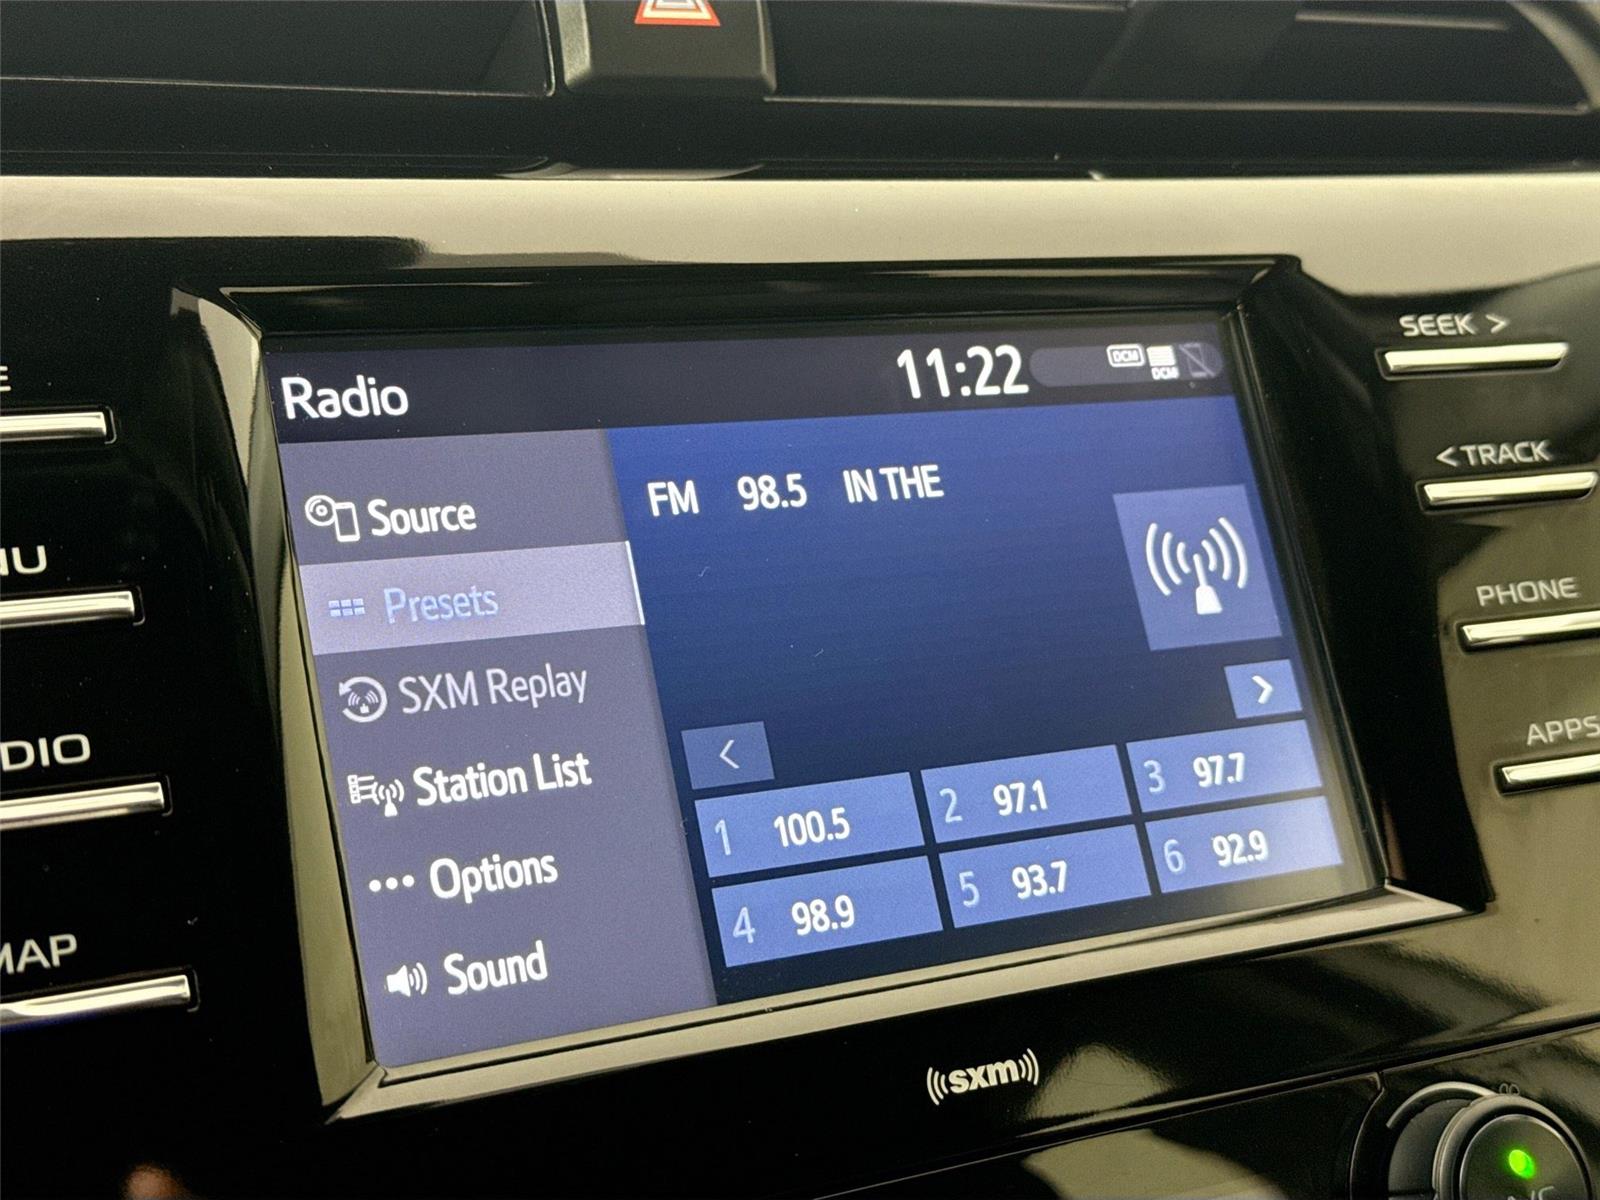 SEEK >
E
Radio
11:22
DCM
DCM
< TRACK
Source
FM 98.5 IN THE
NU
Presets
PHONE
SXM Replay
>
DIO
Station List
<
APPS
1 100.5
2 97.1
3 97.7
Options
4 98.9
5 93.7
6 92.9
MAP
Sound
((sxm))